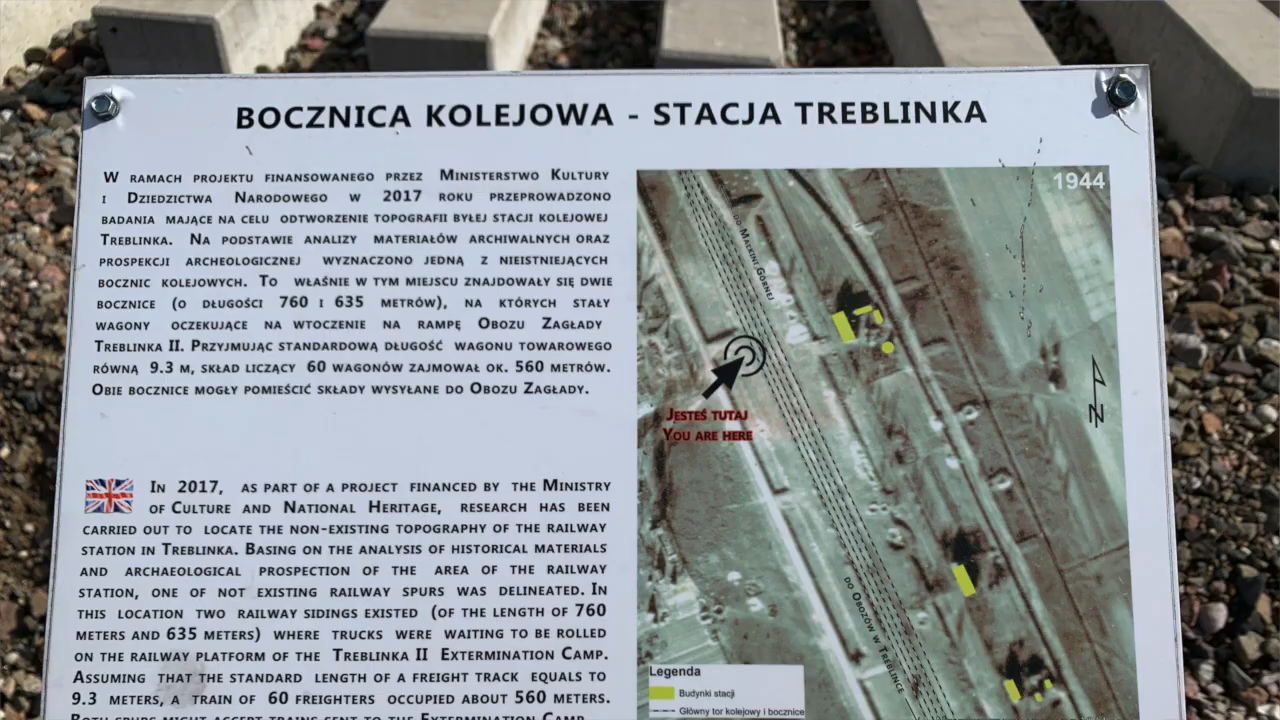 BOCZNICA KOLEJOWA - STACJA TREBLINKA
W RAMACH PROJEKTU FINANSOWANEGO PRZEZ MINISTERSTWO KULTURY
I DZIEDZICTWA NARODOWEGO W 2017 ROKU PRZEPROWADZONO
BADANIA MAJĄCE NA CELU ODTWORZENIE TOPOGRAFII BYŁEJ STACJI KOLEJOWEJ
TREBLINKA. NA PODSTAWIE ANALIZY MATERIAŁÓW ARCHIWALNYCH ORAZ
PROSPEKCJI ARCHEOLOGICZNEJ WYZNACZONO JEDNĄ Z NIEISTNIEJĄCYCH
BOCZNIC KOLEJOWYCH. TO WŁAŚNIE W TYM MIEJSCU ZNAJDOWAŁY SIĘ DWIE
BOCZNICE (O DŁUGOŚCI 760 I 635 METRÓW), NA KTÓRYCH STAŁY
WAGONY OCZEKUJĄCE NA WTOCZENIE NA RAMPĘ OBOZU ZAGŁADY
TREBLINKA II. PRZYJMUJĄC STANDARDOWĄ DŁUGOŚĆ WAGONU TOWAROWEGO
RÓWNĄ 9.3 M, SKŁAD LICZĄCY 60 WAGONÓW ZAJMOWAŁ OK. 560 METRÓW.
OBIE BOCZNICE MOGŁY POMIEŚCIĆ SKŁADY WYSYŁANE DO OBOZU ZAGŁADY.
IN 2017, AS PART OF A PROJECT FINANCED BY THE MINISTRY
OF CULTURE AND NATIONAL HERITAGE, RESEARCH HAS BEEN
CARRIED OUT TO LOCATE THE NON-EXISTING TOPOGRAPHY OF THE RAILWAY
STATION IN TREBLINKA. BASING ON THE ANALYSIS OF HISTORICAL MATERIALS
AND ARCHAEOLOGICAL PROSPECTION OF THE AREA OF THE RAILWAY
STATION, ONE OF NOT EXISTING RAILWAY SPURS WAS DELINEATED. IN
THIS LOCATION TWO RAILWAY SIDINGS EXISTED (OF THE LENGTH OF 760
METERS AND 635 METERS) WHERE TRUCKS WERE WAITING TO BE ROLLED
ON THE RAILWAY PLATFORM OF THE TREBLINKA II EXTERMINATION CAMP.
ASSUMING THAT THE STANDARD LENGTH OF A FREIGHT TRACK EQUALS TO
9.3 METERS, A TRAIN OF 60 FREIGHTERS OCCUPIED ABOUT 560 METERS.
BOTH SPURS MIGHT ACCEPT TRAINS SENT TO THE EXTERMINATION CAMP.
1944
DO MAŁKINI GÓRNEJ
JESTEŚ TUTAJ
YOU ARE HERE
N
DO OBOZÓW W TREBLINCE
Legenda
Budynki stacji
Główny tor kolejowy i bocznice